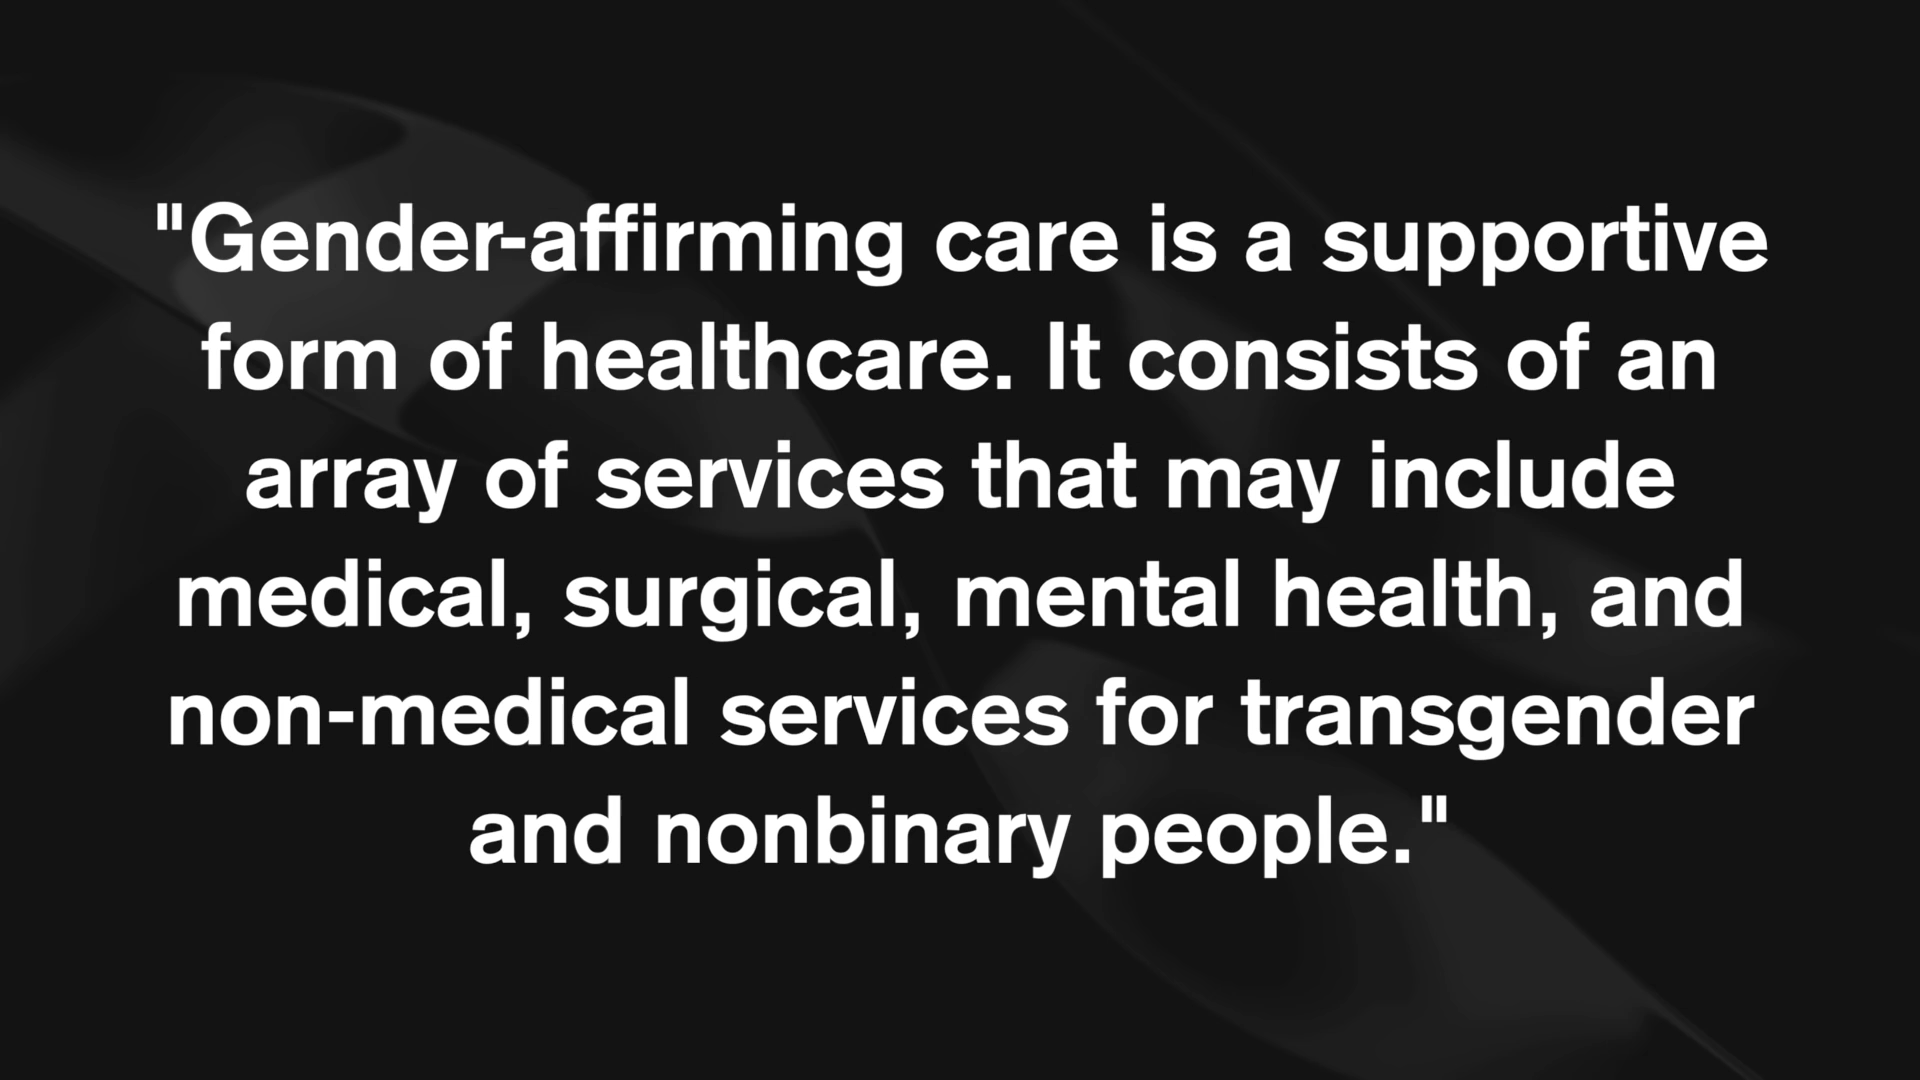 "Gender-affirming care is a supportive
form of healthcare. It consists of an
array of services that may include
medical, surgical, mental health, and
non-medical services for transgender
and nonbinary people."